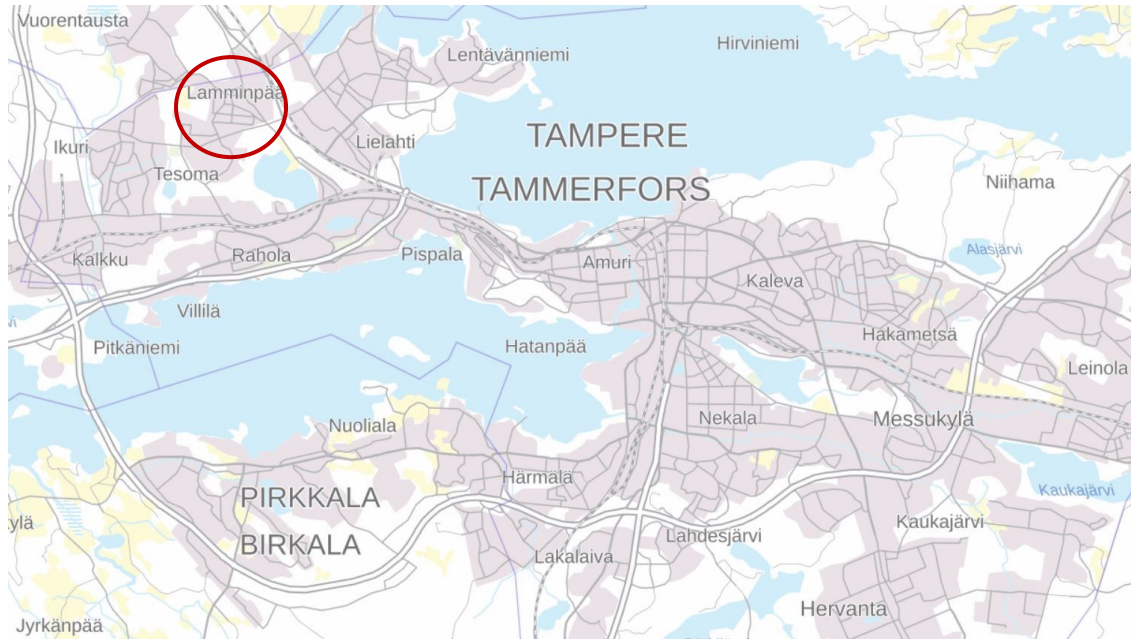 Vuorentausta
Lentävänniemi
Hirviniemi
Lamminpää
TAMPERE
Ikuri
Lielahti
Tesoma
TAMMERFORS
Niihama
Kalkku
Rahola
Pispala
Amuri
Alasjärvi
Kaleva
Villilä
Pitkäniemi
Hatanpää
Hakametsä
Leinola
Nuoliala
Nekala
Messukylä
Härmälä
PIRKKALA
Kaukajärvi
BIRKALA
Kaukajärvi
Lahdesjärvi
Lakalaiva
Hervanta
Jyrkänpää